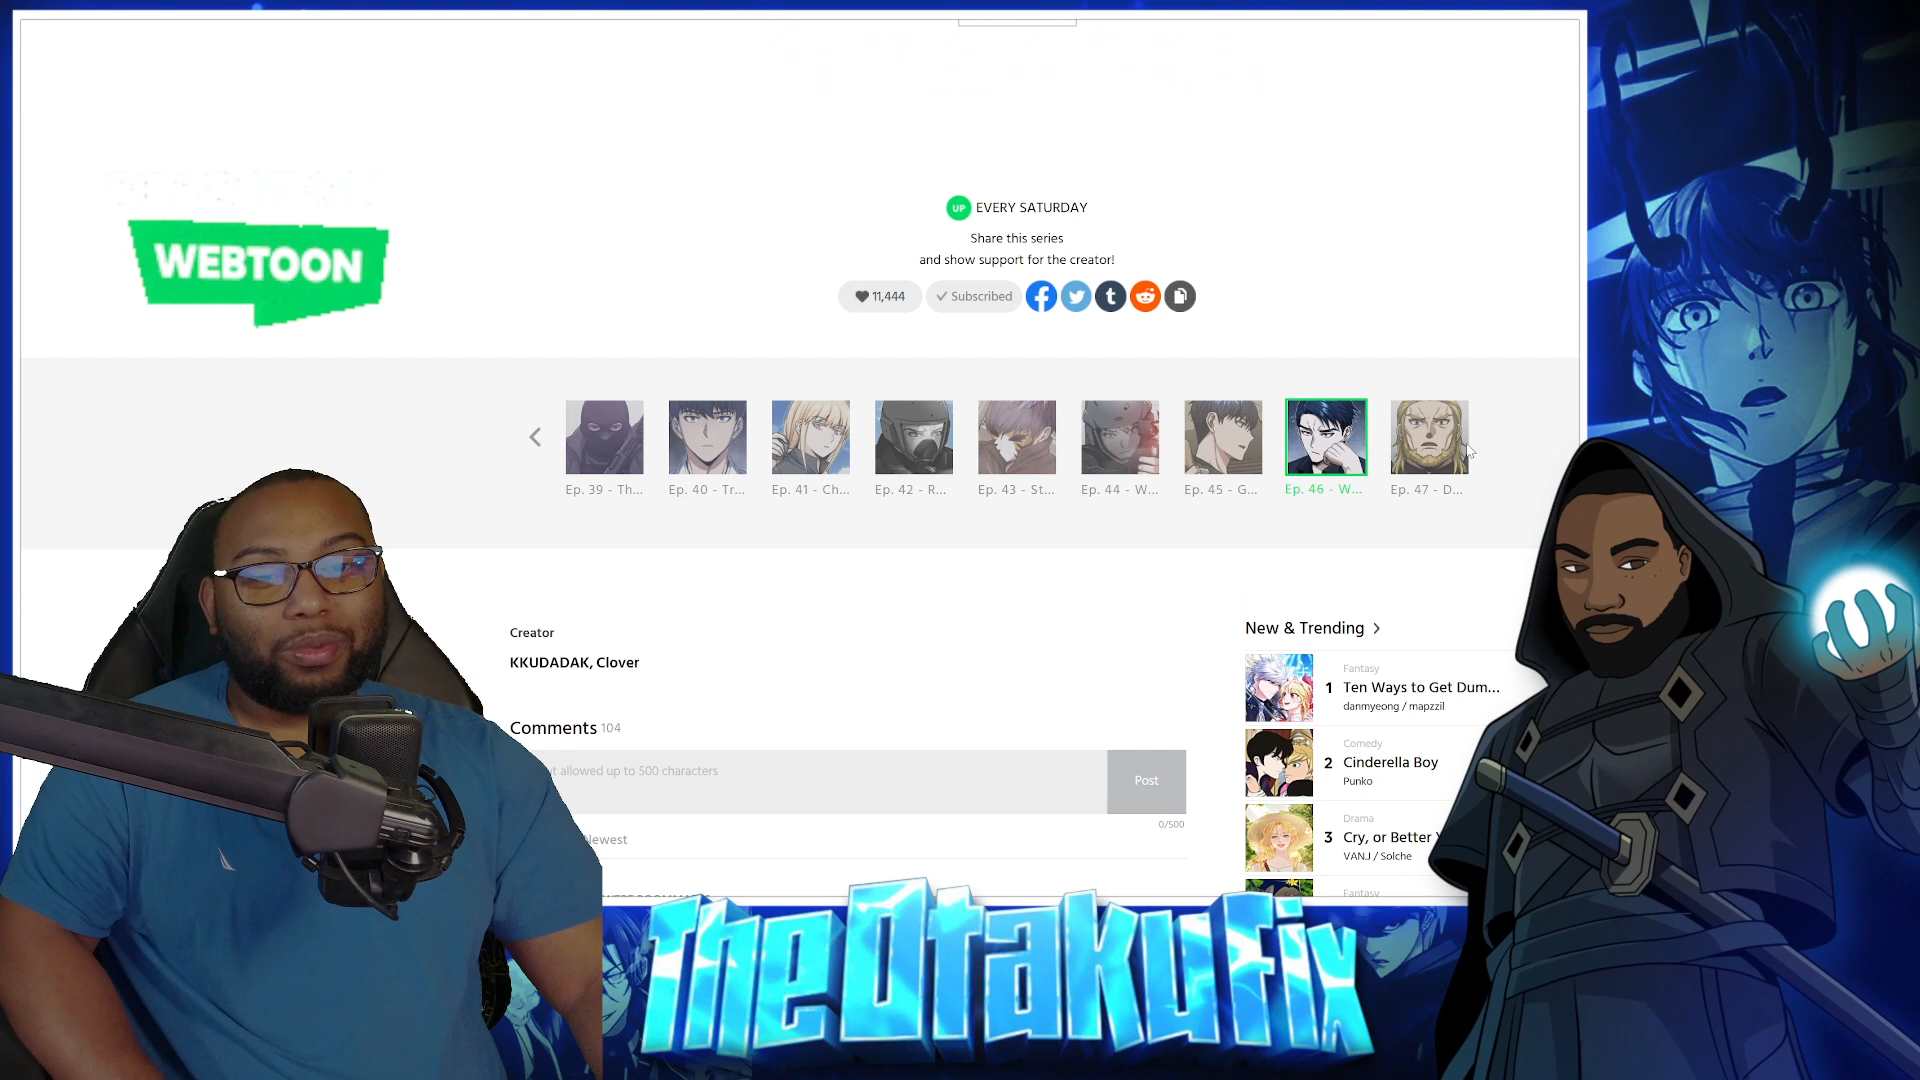 WEBTOON
UP EVERY SATURDAY
Share this series
and show support for the creator!
11,444
Subscribed
Ep. 39 - Th...
Ep. 40 - Tr...
Ep. 41 - Ch...
Ep. 42 - R...
Ep. 43 - St...
Ep. 44 - W...
Ep. 45 - G...
Ep. 46 - W...
Ep. 47 - D...
Creator
KKUDADAK, Clover
Comments 104
allowed up to 500 characters
Post
0/500
Newest
New & Trending
Fantasy
1 Ten Ways to Get Dum...
danmyeong / mapzzil
Comedy
2 Cinderella Boy
Punko
Drama
3 Cry, or Better
VANJ / Solche
Fantasy
TheOtakuFix